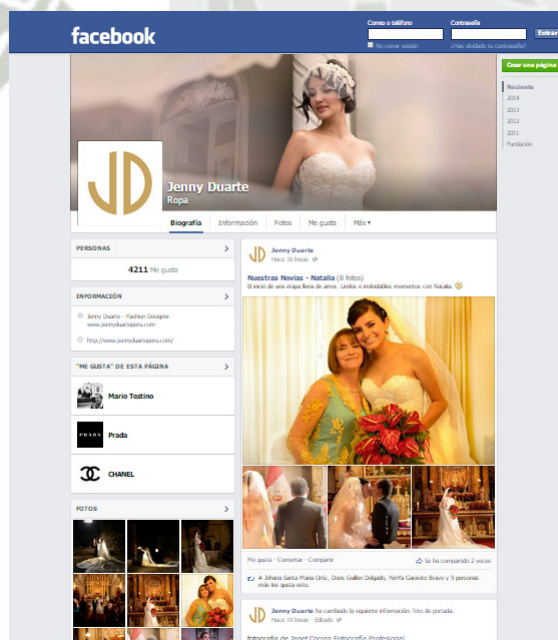 facebook
Correo o teléfono
Contraseña
Entrar
No cerrar sesión
¿Has olvidado tu contraseña?
Crear una página
Reciente
2014
2013
2012
2011
Fundación
JD
Jenny Duarte
Ropa
Biografía
Información
Fotos
Me gusta
Más
PERSONAS
4211 Me gusta
INFORMACIÓN
Jenny Duarte - Fashion Designer
www.jennyduarteperu.com
http://www.jennyduarteperu.com/
"ME GUSTA" DE ESTA PÁGINA
Mario Testino
PRADA
Prada
CHANEL
FOTOS
JD
Jenny Duarte
Hace 16 horas
Nuestras Novias - Natalia (8 fotos)
El inicio de una etapa llena de amor. Lindos e inolvidables momentos con Natalia.
Me gusta · Comentar · Compartir
Se ha compartido 2 veces
A Johana Santa Maria Ortiz, Doris Guillen Delgado, YieYa Garavito Bravo y 9 personas
más les gusta esto.
JD
Jenny Duarte ha cambiado la siguiente información: foto de portada.
Hace 19 horas · Editado
fotografía de Janet Correa Fotografía Profesional